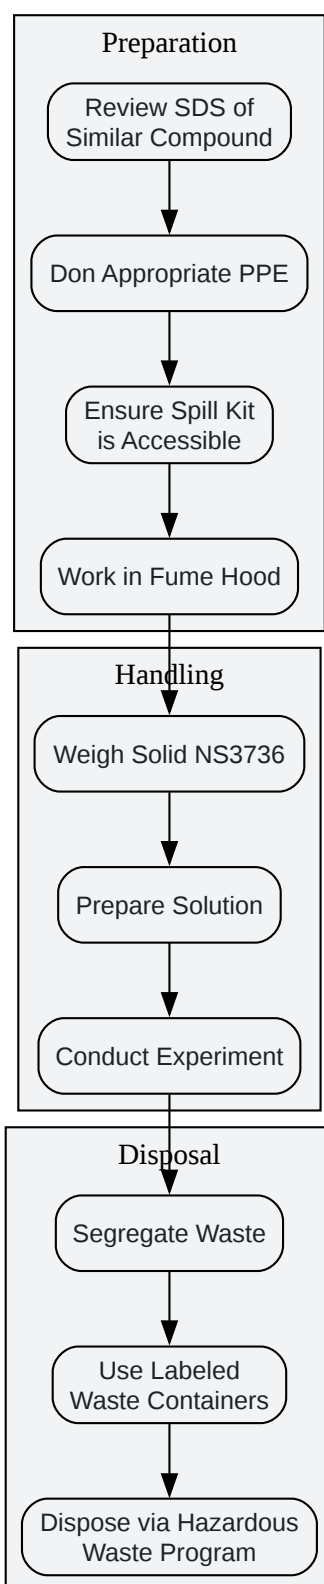 Preparation
Review SDS of
Similar Compound
Don Appropriate PPE
Ensure Spill Kit
is Accessible
Work in Fume Hood
Handling
Weigh Solid NS3736
Prepare Solution
Conduct Experiment
Disposal
Segregate Waste
Use Labeled
Waste Containers
Dispose via Hazardous
Waste Program